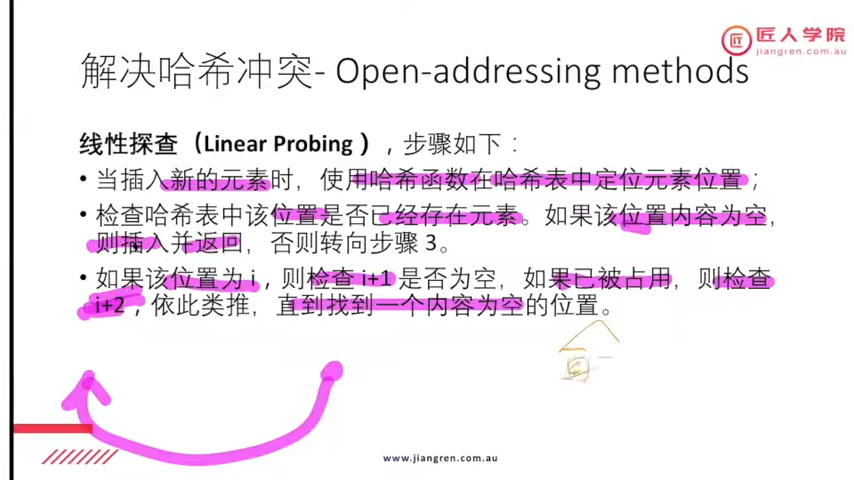 匠人学院
jiangren.com.au
解决哈希冲突- Open-addressing methods
线性探查（Linear Probing），步骤如下：
• 当插入新的元素时，使用哈希函数在哈希表中定位元素位置；
• 检查哈希表中该位置是否已经存在元素。如果该位置内容为空，
则插入并返回，否则转向步骤 3。
• 如果该位置为 i，则检查 i+1 是否为空，如果已被占用，则检查
i+2，依此类推，直到找到一个内容为空的位置。
www.jiangren.com.au